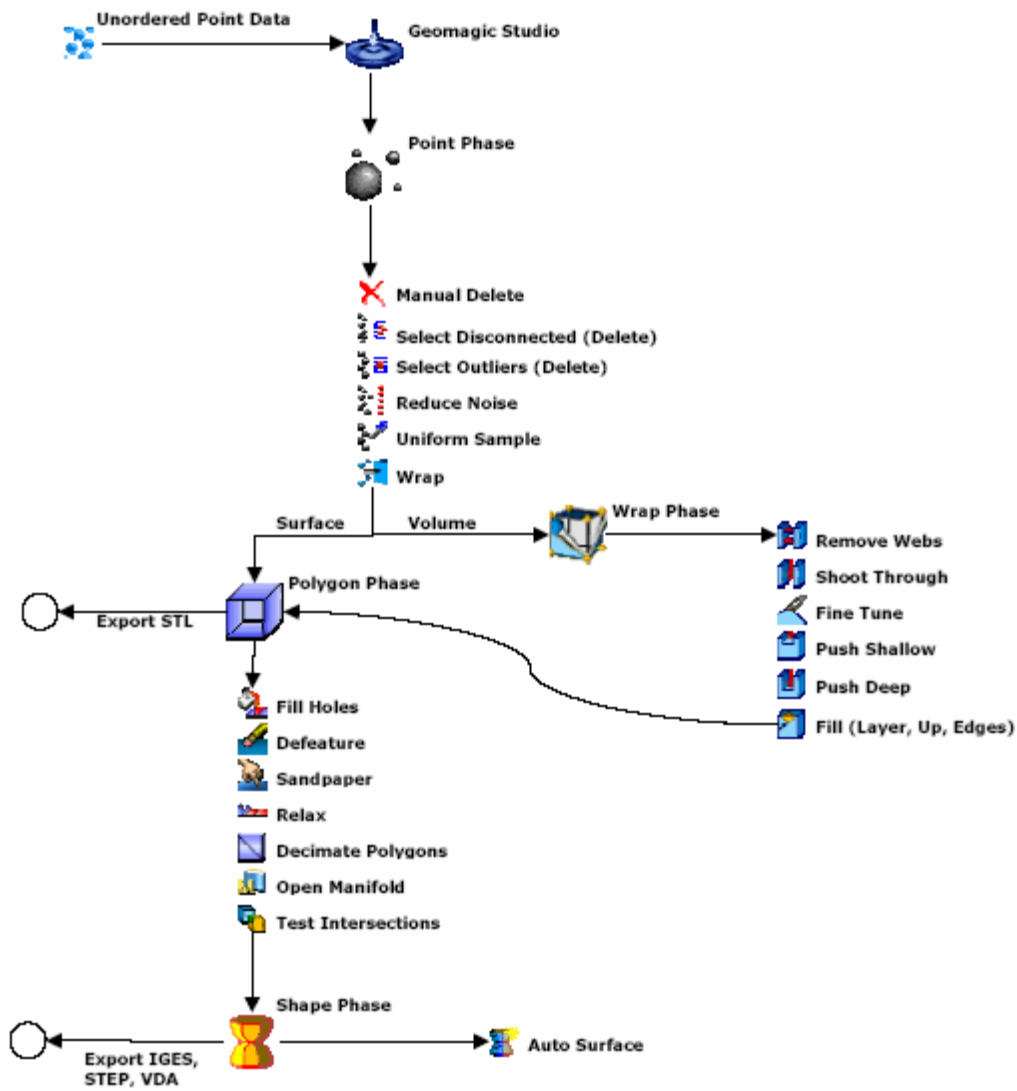 Unordered Point Data
Geomagic Studio
Point Phase
Manual Delete
Select Disconnected (Delete)
Select Outliers (Delete)
Reduce Noise
Uniform Sample
Wrap
Surface
Volume
Wrap Phase
Remove Webs
Shoot Through
Fine Tune
Push Shallow
Push Deep
Fill (Layer, Up, Edges)
Polygon Phase
Export STL
Fill Holes
Defeature
Sandpaper
Relax
Decimate Polygons
Open Manifold
Test Intersections
Shape Phase
Export IGES,
STEP, VDA
Auto Surface